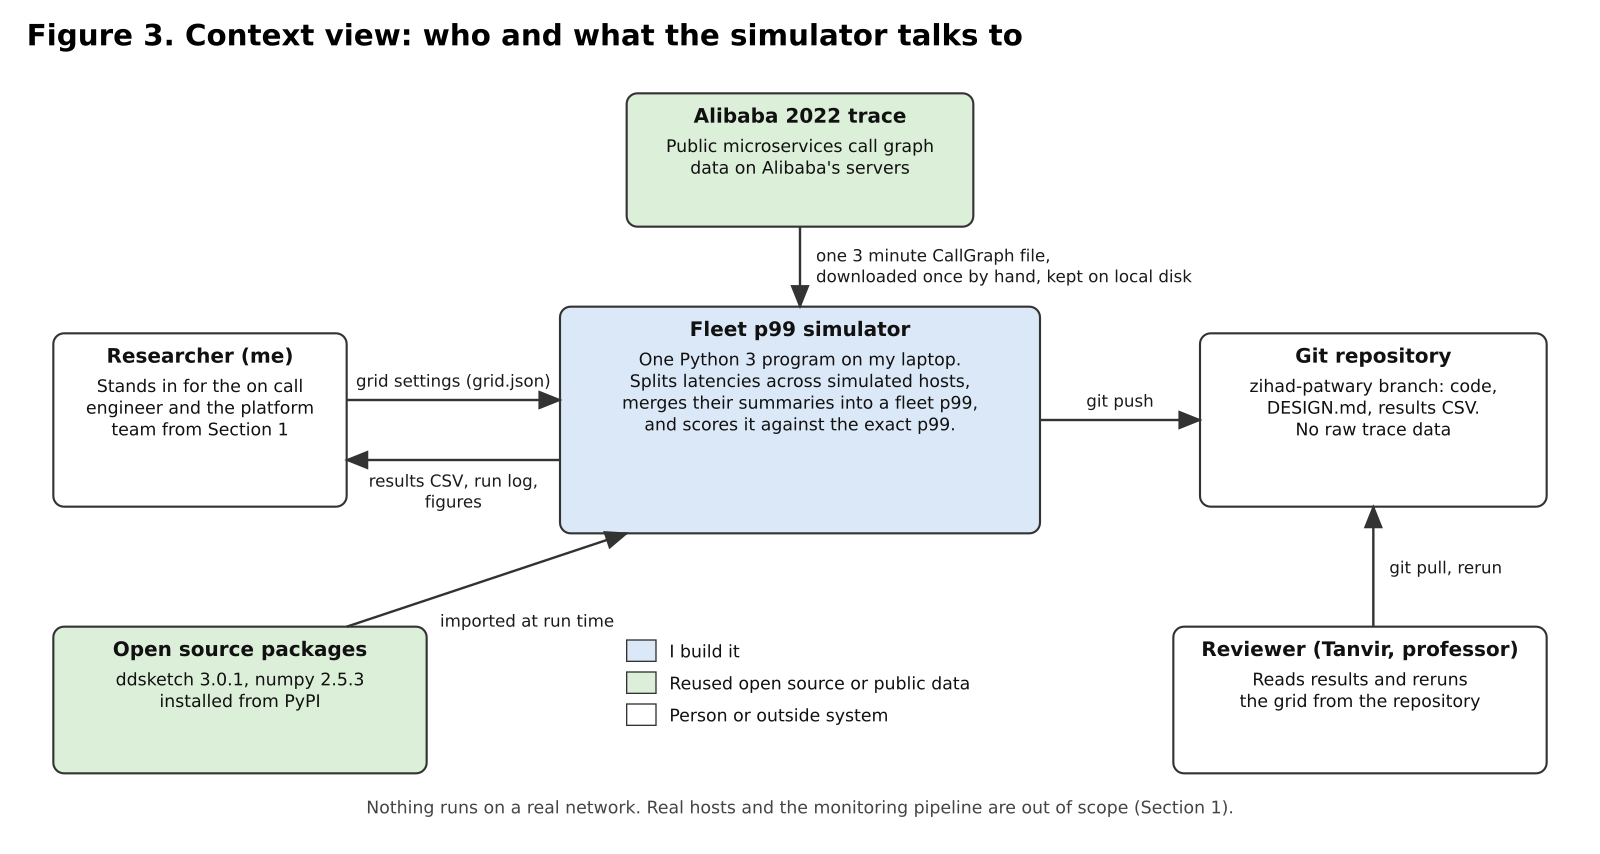 Figure 3. Context view: who and what the simulator talks to
Alibaba 2022 trace
Public microservices call graph
data on Alibaba's servers
one 3 minute CallGraph file,
downloaded once by hand, kept on local disk
Researcher (me)
Stands in for the on call
engineer and the platform
team from Section 1
grid settings (grid.json)
results CSV, run log,
figures
Fleet p99 simulator
One Python 3 program on my laptop.
Splits latencies across simulated hosts,
merges their summaries into a fleet p99,
and scores it against the exact p99.
git push
Git repository
zihad-patwary branch: code,
DESIGN.md, results CSV.
No raw trace data
git pull, rerun
imported at run time
Open source packages
ddsketch 3.0.1, numpy 2.5.3
installed from PyPI
I build it
Reused open source or public data
Person or outside system
Reviewer (Tanvir, professor)
Reads results and reruns
the grid from the repository
Nothing runs on a real network. Real hosts and the monitoring pipeline are out of scope (Section 1).